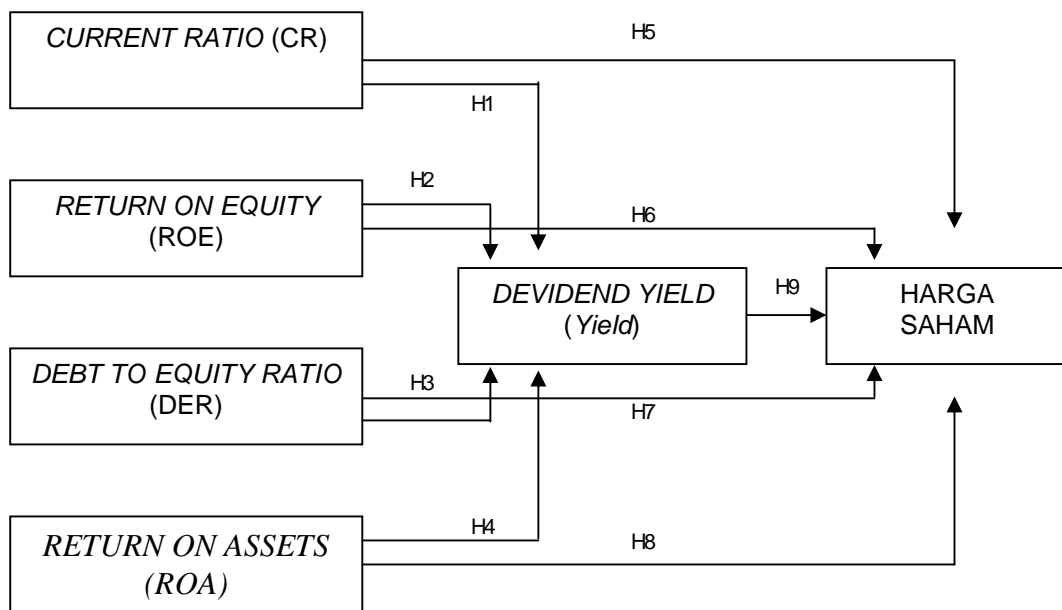 CURRENT RATIO (CR)
H5
H1
H2
RETURN ON EQUITY
(ROE)
H6
DEVIDEND YIELD
(Yield)
H9
HARGA
SAHAM
DEBT TO EQUITY RATIO
(DER)
H3
H7
RETURN ON ASSETS
(ROA)
H4
H8